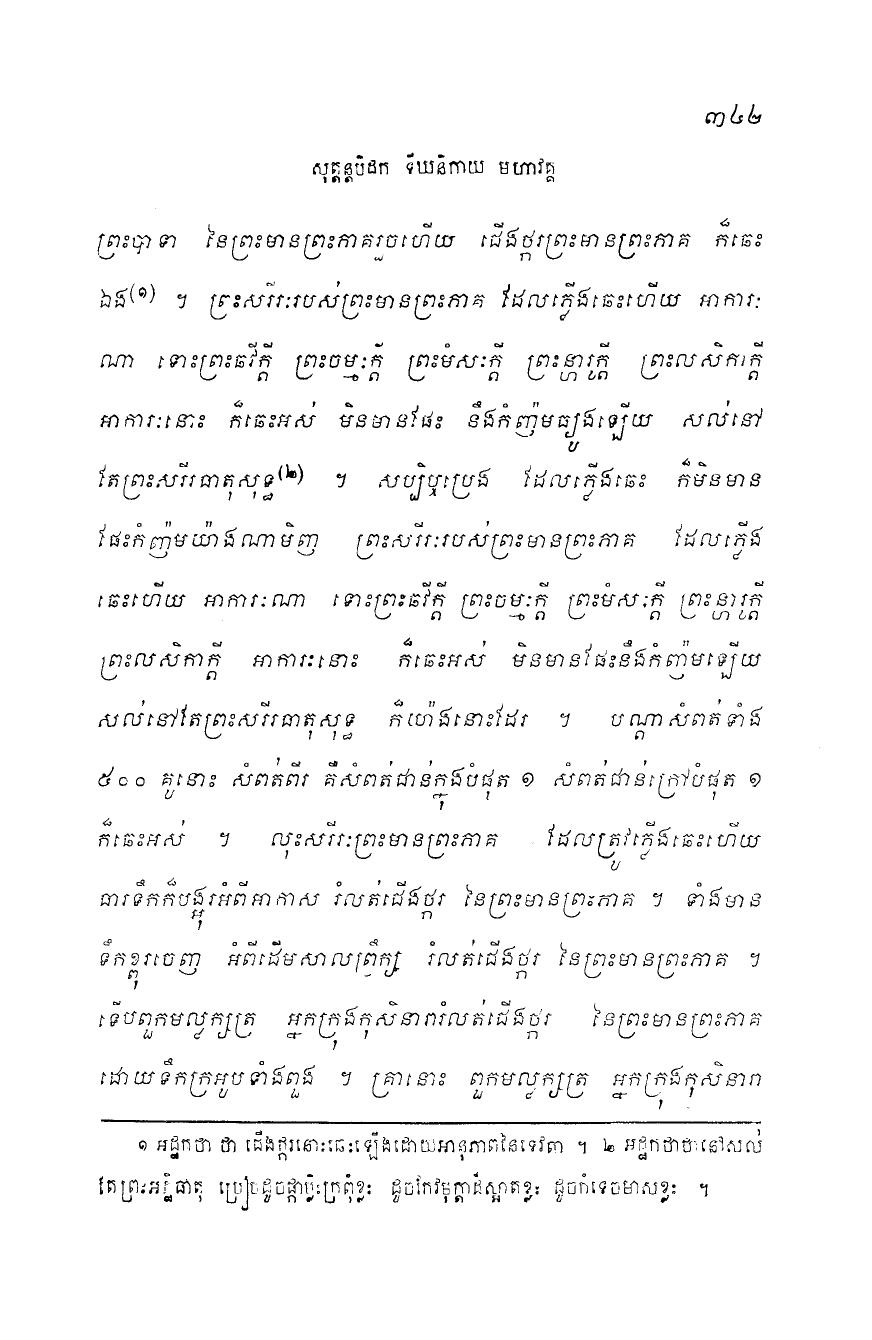 ៣៤២
សុត្តន្តបិដក ទីឃនិកាយ មហាវគ្គ
ព្រះបាទា នៃព្រះមានព្រះភាគរួចហើយ ជើងថ្ករព្រះមានព្រះភាគ ក៏ឆេះ
ឯង(១) ។ ព្រះសរីរៈរបស់ព្រះមានព្រះភាគ ដែលភ្លើងឆេះហើយ អាការៈ
ណា ទោះព្រះឆវីក្តី ព្រះចម្មៈក្តី ព្រះមំសៈក្តី ព្រះន្ហារូក្តី ព្រះលសិកាក្តី
អាការៈនោះ ក៏ឆេះអស់ មិនមានផែះ នឹងកំញ៉មធ្យូងឡើយ សល់នៅ
តែព្រះសរីរធាតុសុទ្ធ(២) ។ សប្បិឬប្រេង ដែលភ្លើងឆេះ ក៏មិនមាន
ផែះកំញ៉មយ៉ាងណាមិញ ព្រះសរីរៈរបស់ព្រះមានព្រះភាគ ដែលភ្លើង
ឆេះហើយ អាការៈណា ទោះព្រះឆវីក្តី ព្រះចម្មៈក្តី ព្រះមំសៈក្តី ព្រះន្ហារូក្តី
ព្រះលសិកាក្តី អាការៈនោះ ក៏ឆេះអស់ មិនមានផែះនឹងកំញ៉មឡើយ
សល់នៅតែព្រះសរីរធាតុសុទ្ធ ក៏យ៉េងនោះដែរ ។ បណ្តាសំពត់ទាំង
៥០០ គូនោះ សំពត់ពីរ គឺសំពត់ជាន់ក្នុងបំផុត ១ សំពត់ជាន់ក្រៅបំផុត ១
ក៏ឆេះអស់ ។ លុះសរីរៈព្រះមានព្រះភាគ ដែលត្រូវភ្លើងឆេះហើយ
ធារទឹកក៏បង្អុរអំពីអាកាស រំលត់ជើងថ្ករ នៃព្រះមានព្រះភាគ ។ ទាំងមាន
ទឹកខ្ពុរចេញ អំពីដើមសាលព្រឹក្ស រំលត់ជើងថ្ករ នៃព្រះមានព្រះភាគ ។
ទើបពួកមល្លក្សត្រ អ្នកក្រុងកុសិនារារំលត់ជើងថ្ករ នៃព្រះមានព្រះភាគ
ដោយទឹកក្រអូបទាំងពួង ។ គ្រានោះ ពួកមល្លក្សត្រ អ្នកក្រុងកុសិនារា
១ អដ្ឋកថា ថា ជើងថ្ករនោះឆេះឡើងដោយអានុភាពនៃទេវតា ។ ២ អដ្ឋកថាថានៅសល់
តែព្រះអដ្ឋិធាតុ ប្រៀបដូចផ្កាម្លិះក្រពុំខ្លះ ដូចកែវមុក្តាដ៏ស្អាតខ្លះ ដូចកំទេចមាសខ្លះ ។